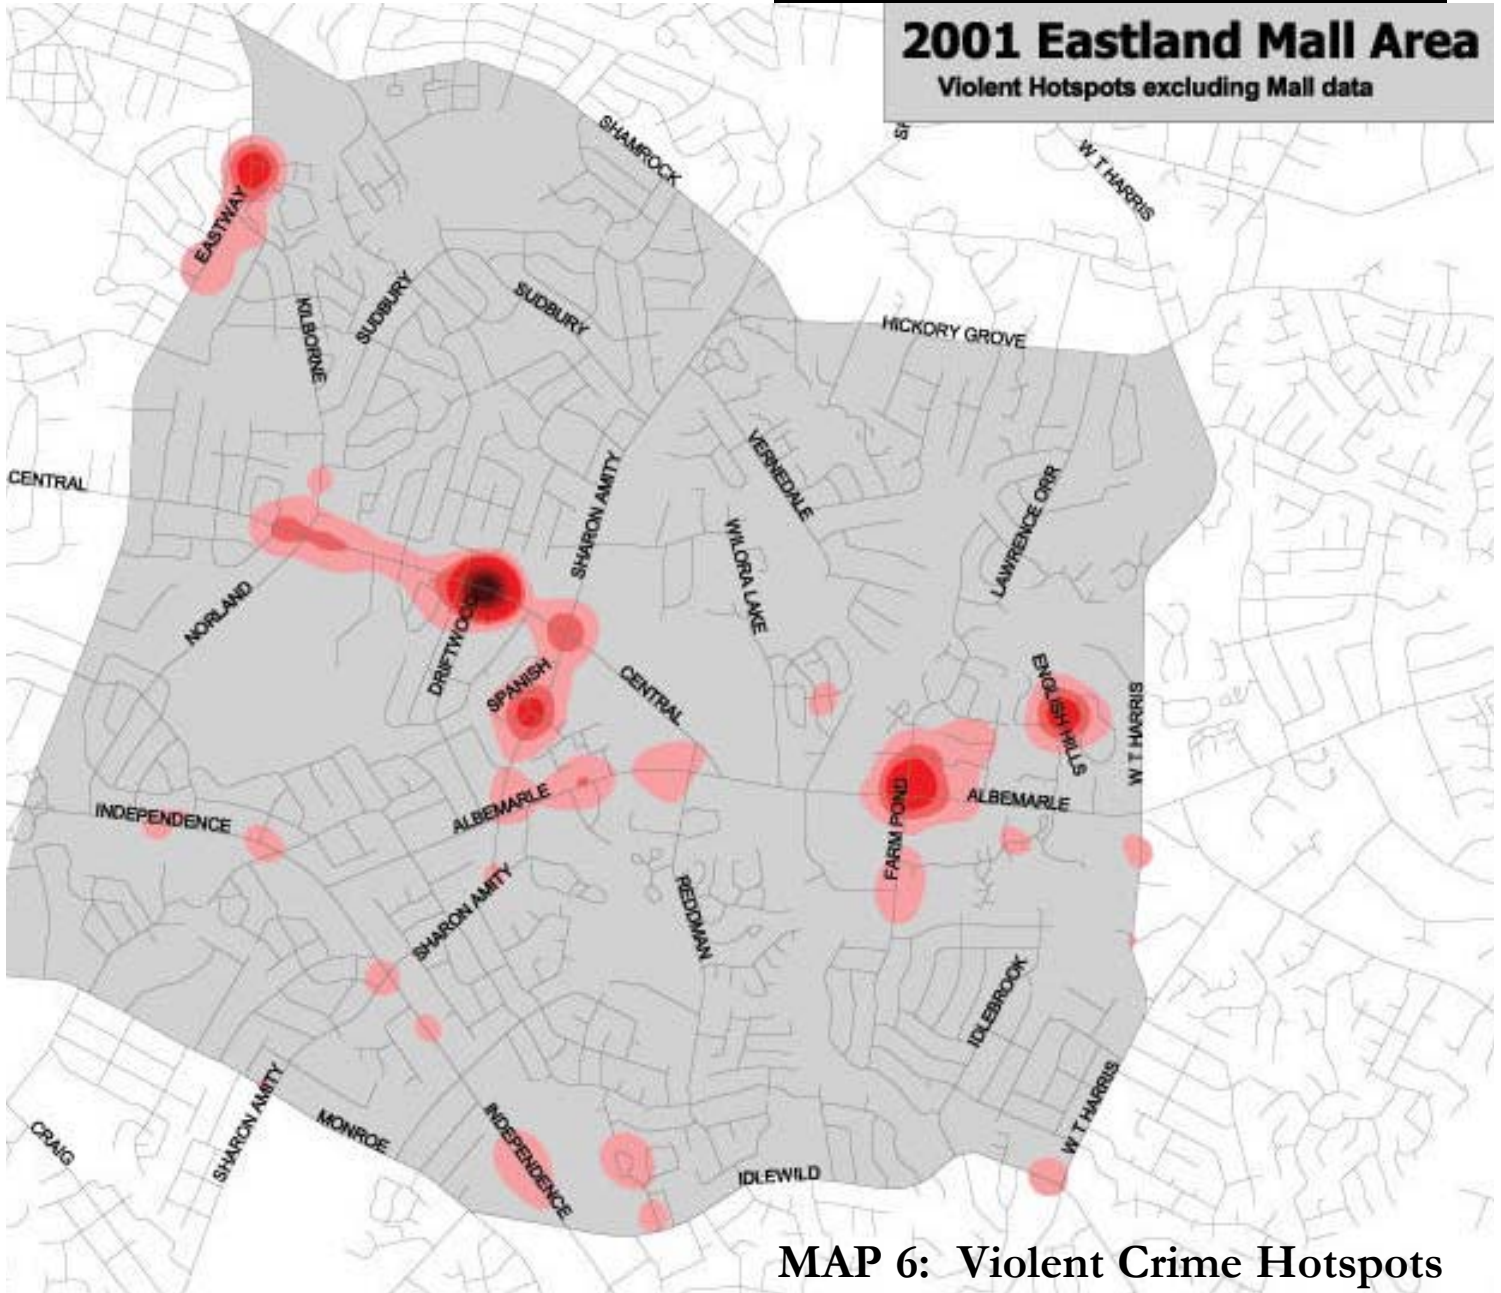 2001 Eastland Mall Area
Violent Hotspots excluding Mall data
SHAMROCK
W T HARRIS
EASTWAY
KILBORNE
SUDBURY
SUDBURY
HICKORY GROVE
CENTRAL
SHARON AMITY
VERNEDALE
LAWRENCE ORR
WILORA LAKE
NORLAND
DRIFTWOOD
SPANISH
CENTRAL
ENGLISH HILLS
W T HARRIS
INDEPENDENCE
ALBEMARLE
FARM POND
ALBEMARLE
SHARON AMITY
REDDMAN
IDLEBROOK
SHARON AMITY
CRAIG
MONROE
INDEPENDENCE
IDLEWILD
W T HARRIS
MAP 6: Violent Crime Hotspots